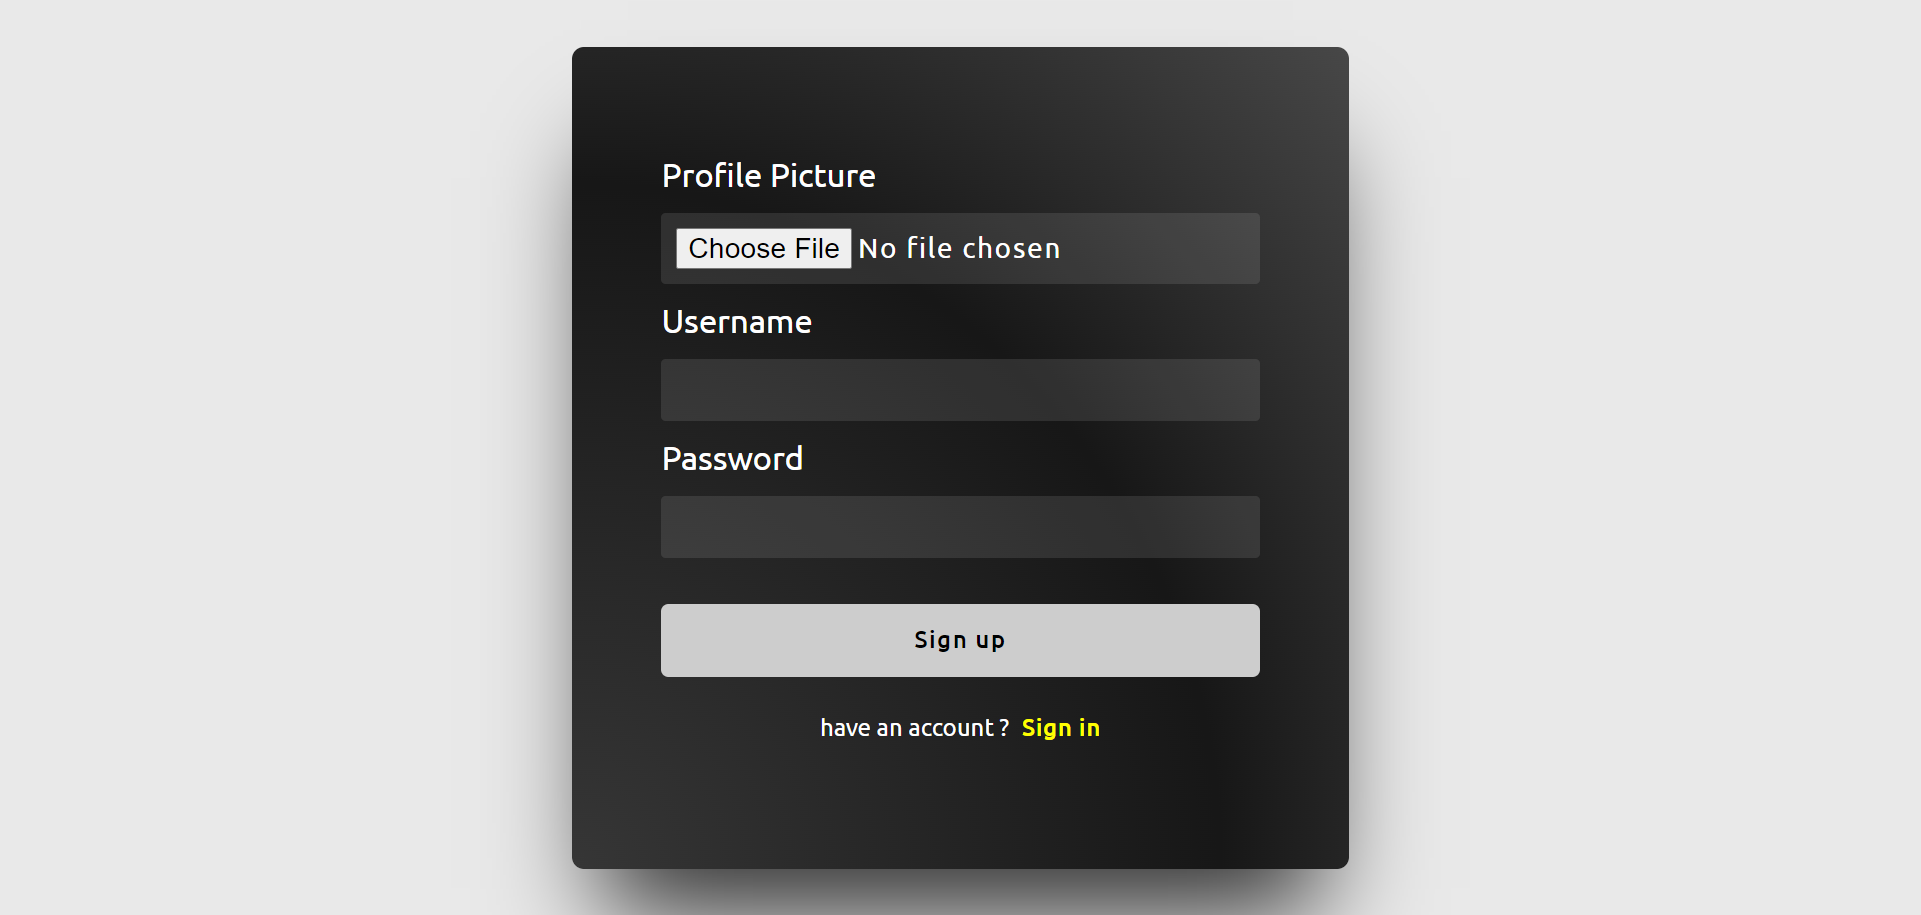 Profile Picture
Choose File No file chosen
Username
Password
Sign up
have an account ? Sign in